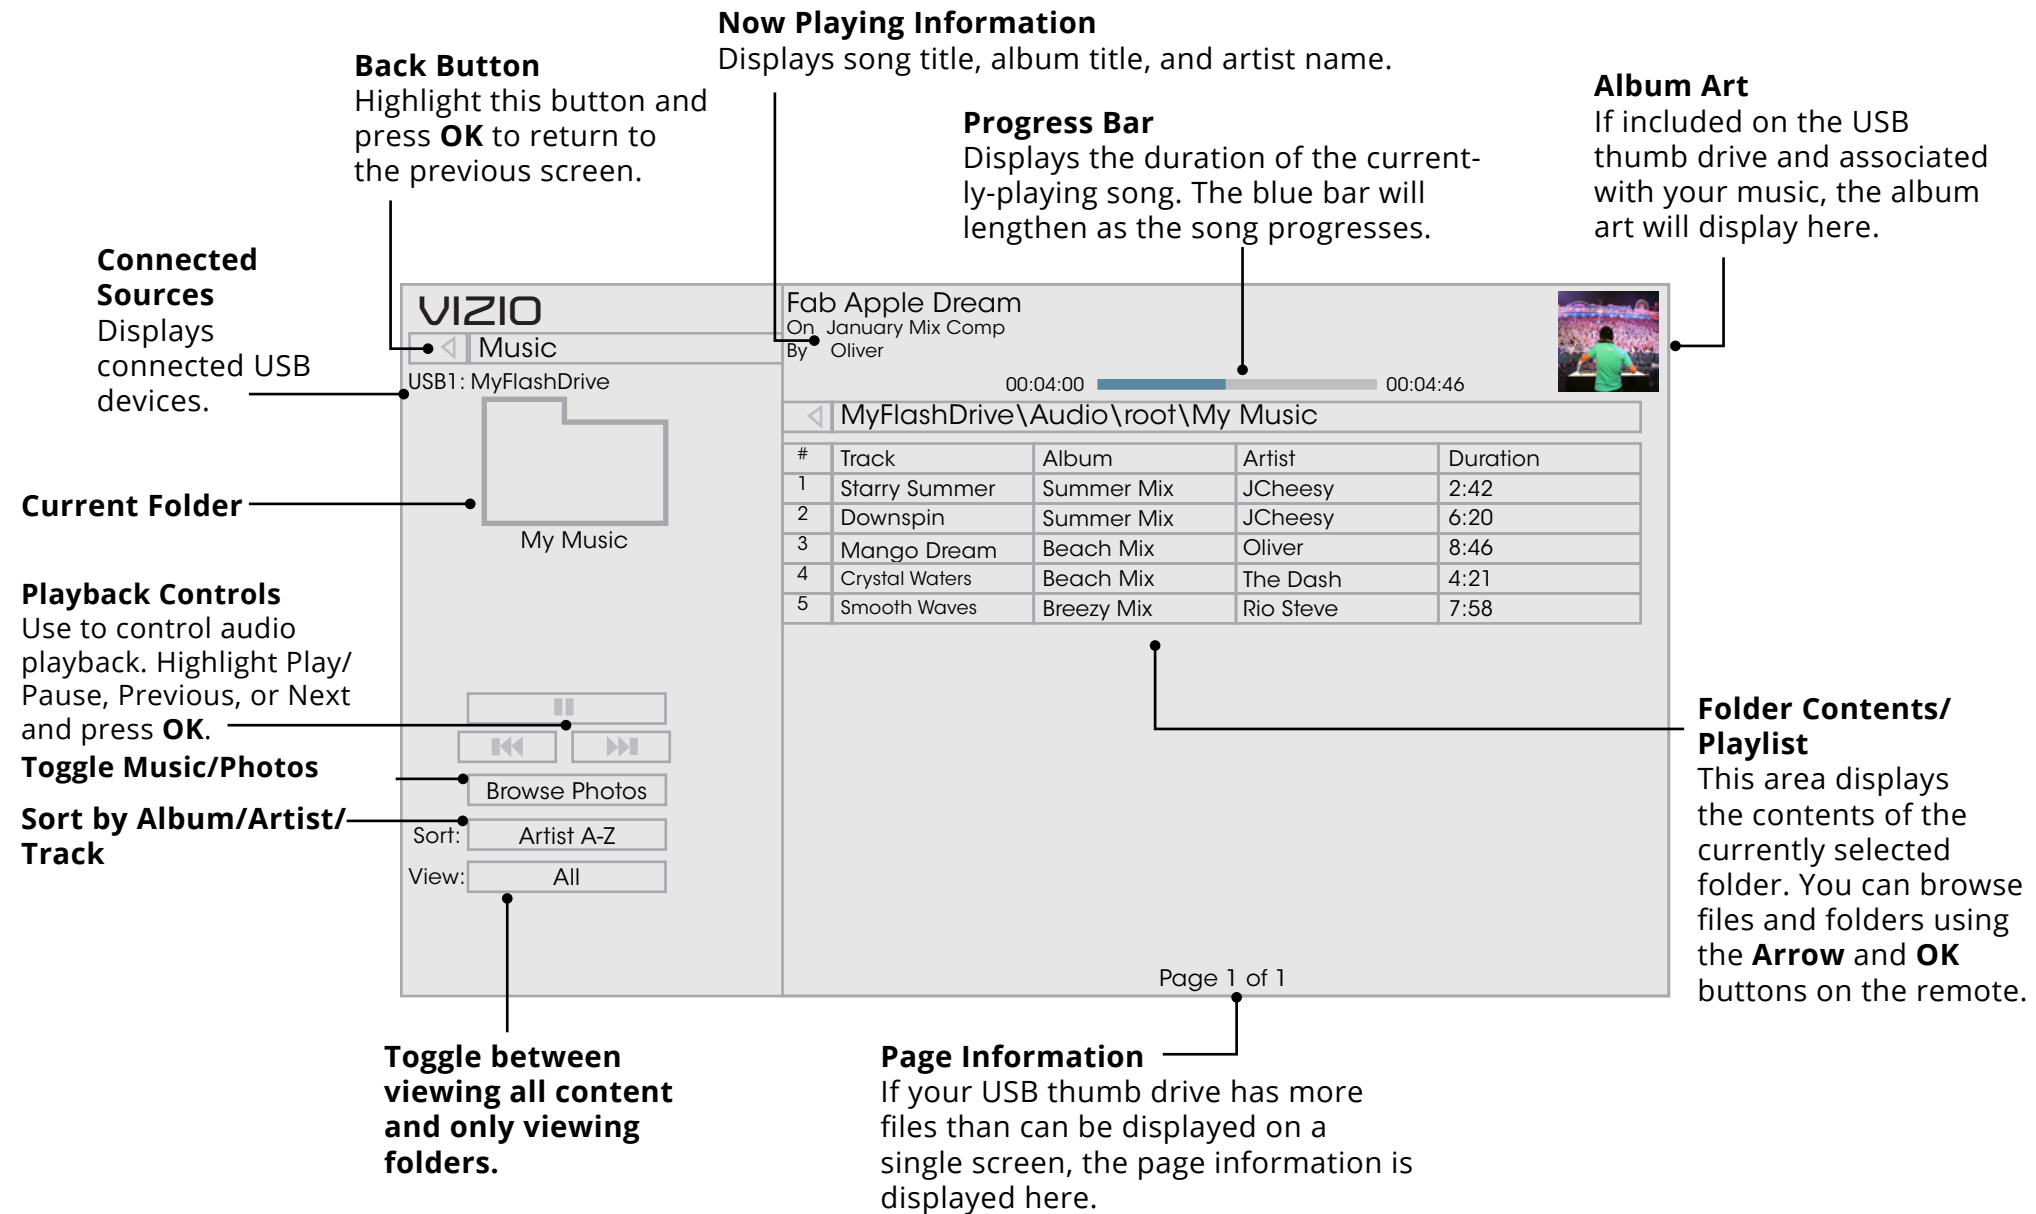 Now Playing Information
Displays song title, album title, and artist name.
Back Button
Highlight this button and
press OK to return to
the previous screen.
Progress Bar
Displays the duration of the current-
ly-playing song. The blue bar will
lengthen as the song progresses.
Album Art
If included on the USB
thumb drive and associated
with your music, the album
art will display here.
Connected
Sources
Displays
connected USB
devices.
Current Folder
Playback Controls
Use to control audio
playback. Highlight Play/
Pause, Previous, or Next
and press OK.
Toggle Music/Photos
Sort by Album/Artist/
Track
VIZIO
Music
USB1: MyFlashDrive
My Music
Browse Photos
Sort: Artist A-Z
View: All
Fab Apple Dream
On January Mix Comp
By Oliver
00:04:00 00:04:46
MyFlashDrive\Audio\root\My Music
# Track Album Artist Duration
1 Starry Summer Summer Mix JCheesy 2:42
2 Downspin Summer Mix JCheesy 6:20
3 Mango Dream Beach Mix Oliver 8:46
4 Crystal Waters Beach Mix The Dash 4:21
5 Smooth Waves Breezy Mix Rio Steve 7:58
Page 1 of 1
Folder Contents/
Playlist
This area displays
the contents of the
currently selected
folder. You can browse
files and folders using
the Arrow and OK
buttons on the remote.
Toggle between
viewing all content
and only viewing
folders.
Page Information
If your USB thumb drive has more
files than can be displayed on a
single screen, the page information is
displayed here.